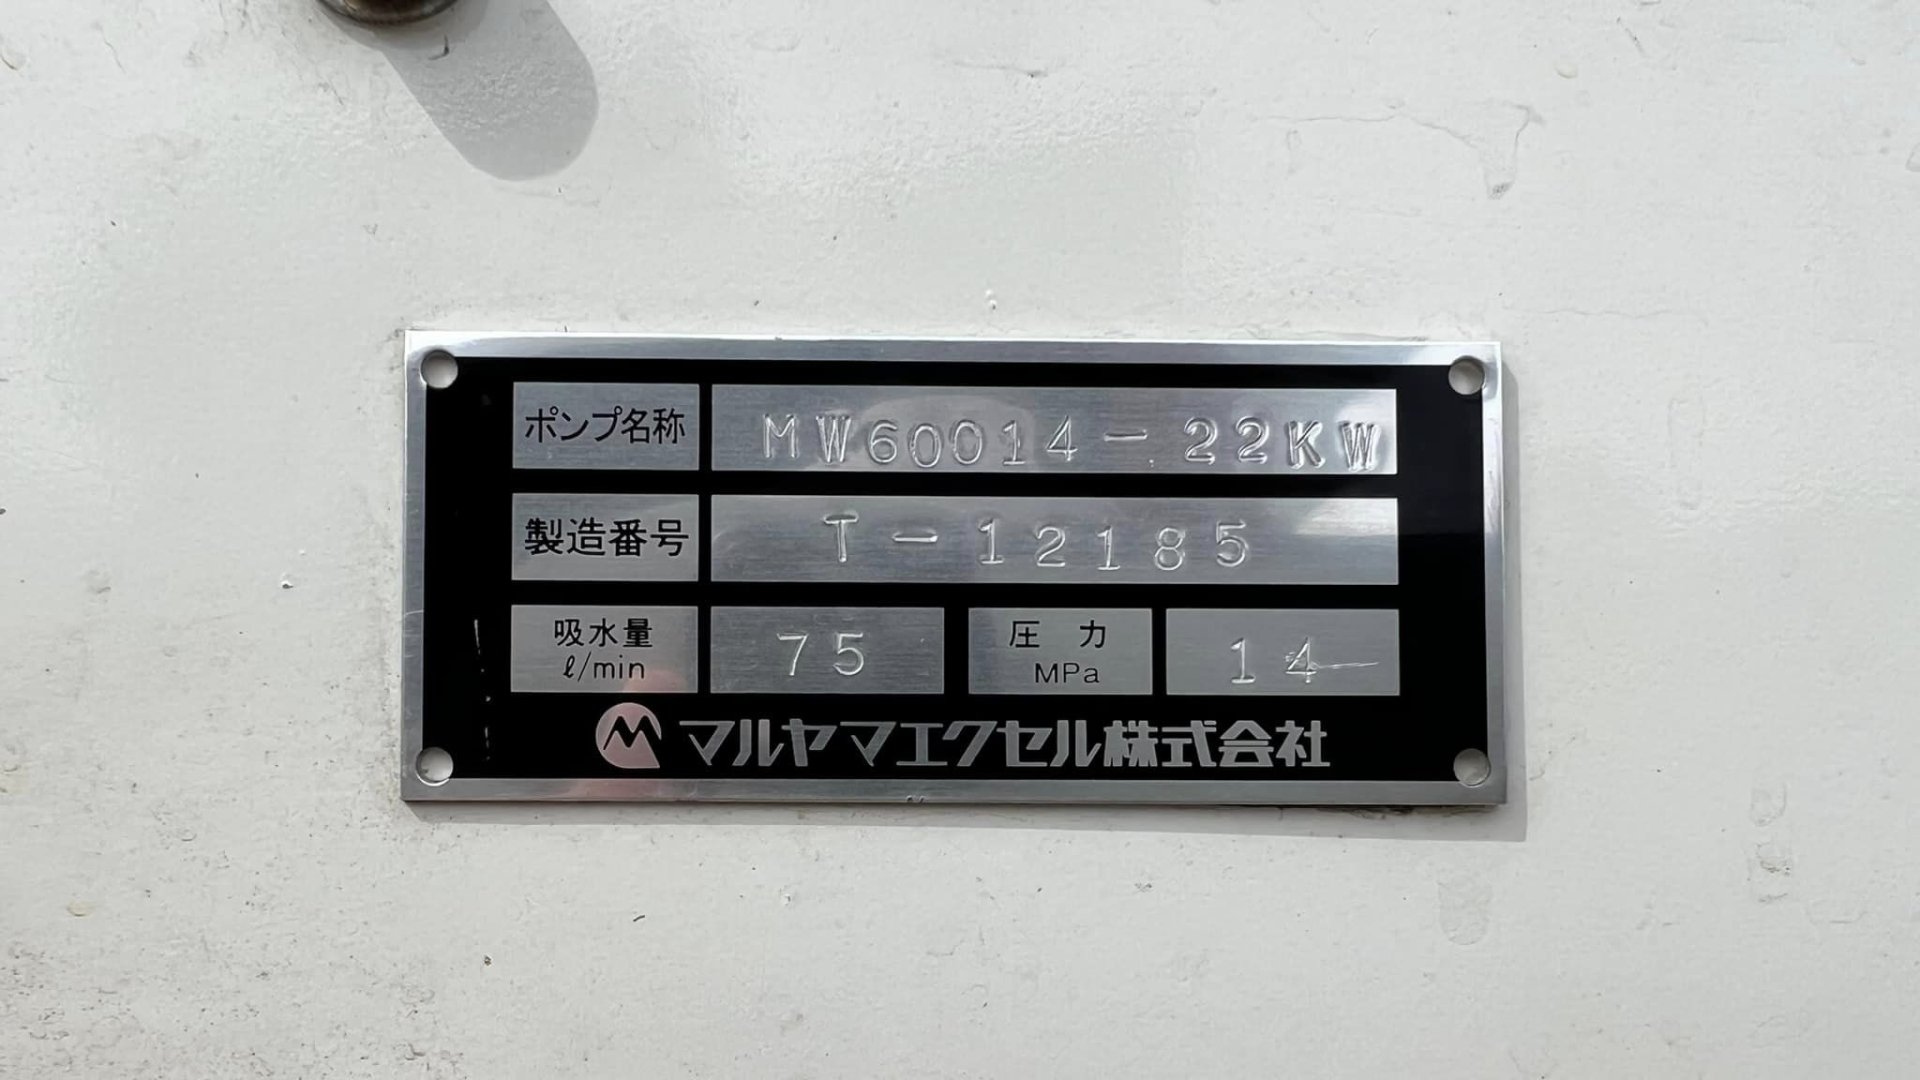 ポンプ名称 MW60014-22KW
製造番号 T-12185
吸水量 ℓ/min 75 圧力 MPa 14
マルヤマエクセル株式会社